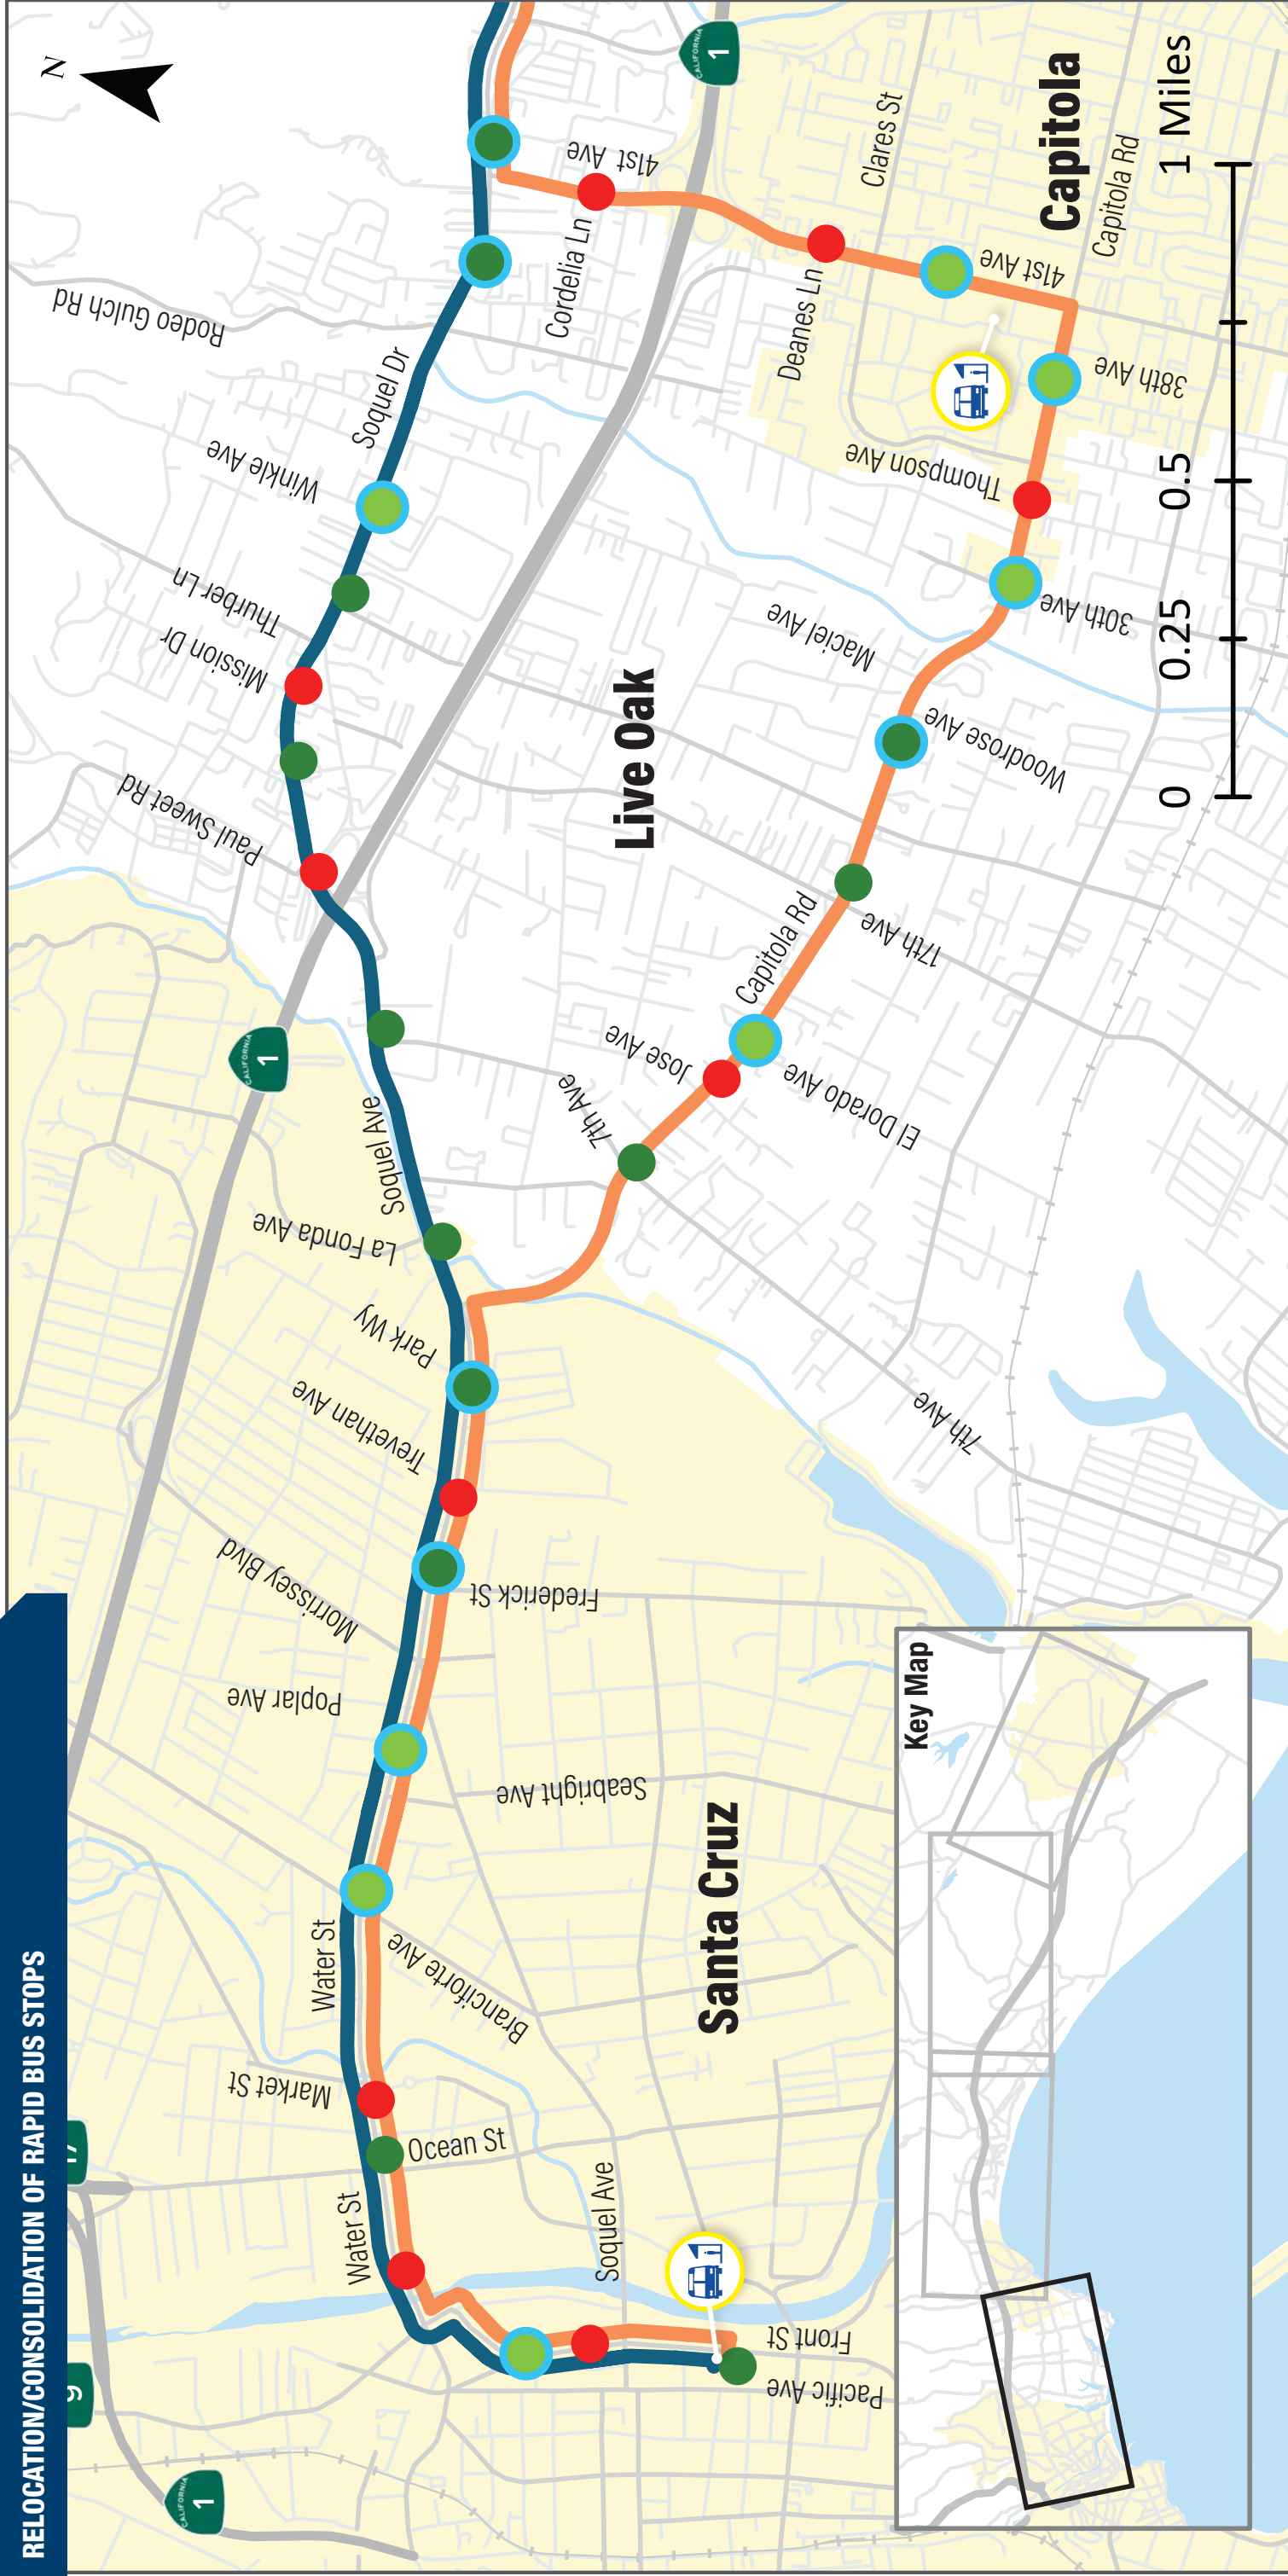 RELOCATION/CONSOLIDATION OF RAPID BUS STOPS
N
CALIFORNIA
1
9
17
CALIFORNIA
1
CALIFORNIA
1
Rodeo Gulch Rd
Soquel Dr
Winkle Ave
Thurber Ln
Mission Dr
Paul Sweet Rd
41st Ave
Cordelia Ln
Clares St
Deanes Ln
41st Ave
Capitola
Capitola Rd
38th Ave
Thompson Ave
30th Ave
Maciel Ave
Woodrose Ave
Live Oak
17th Ave
Capitola Rd
Jose Ave
El Dorado Ave
7th Ave
7th Ave
Soquel Ave
La Fonda Ave
Park Wy
Trevethan Ave
Morrissey Blvd
Frederick St
Poplar Ave
Seabright Ave
Santa Cruz
Water St
Branciforte Ave
Market St
Ocean St
Water St
Soquel Ave
Front St
Pacific Ave
Key Map
0
0.25
0.5
1 Miles